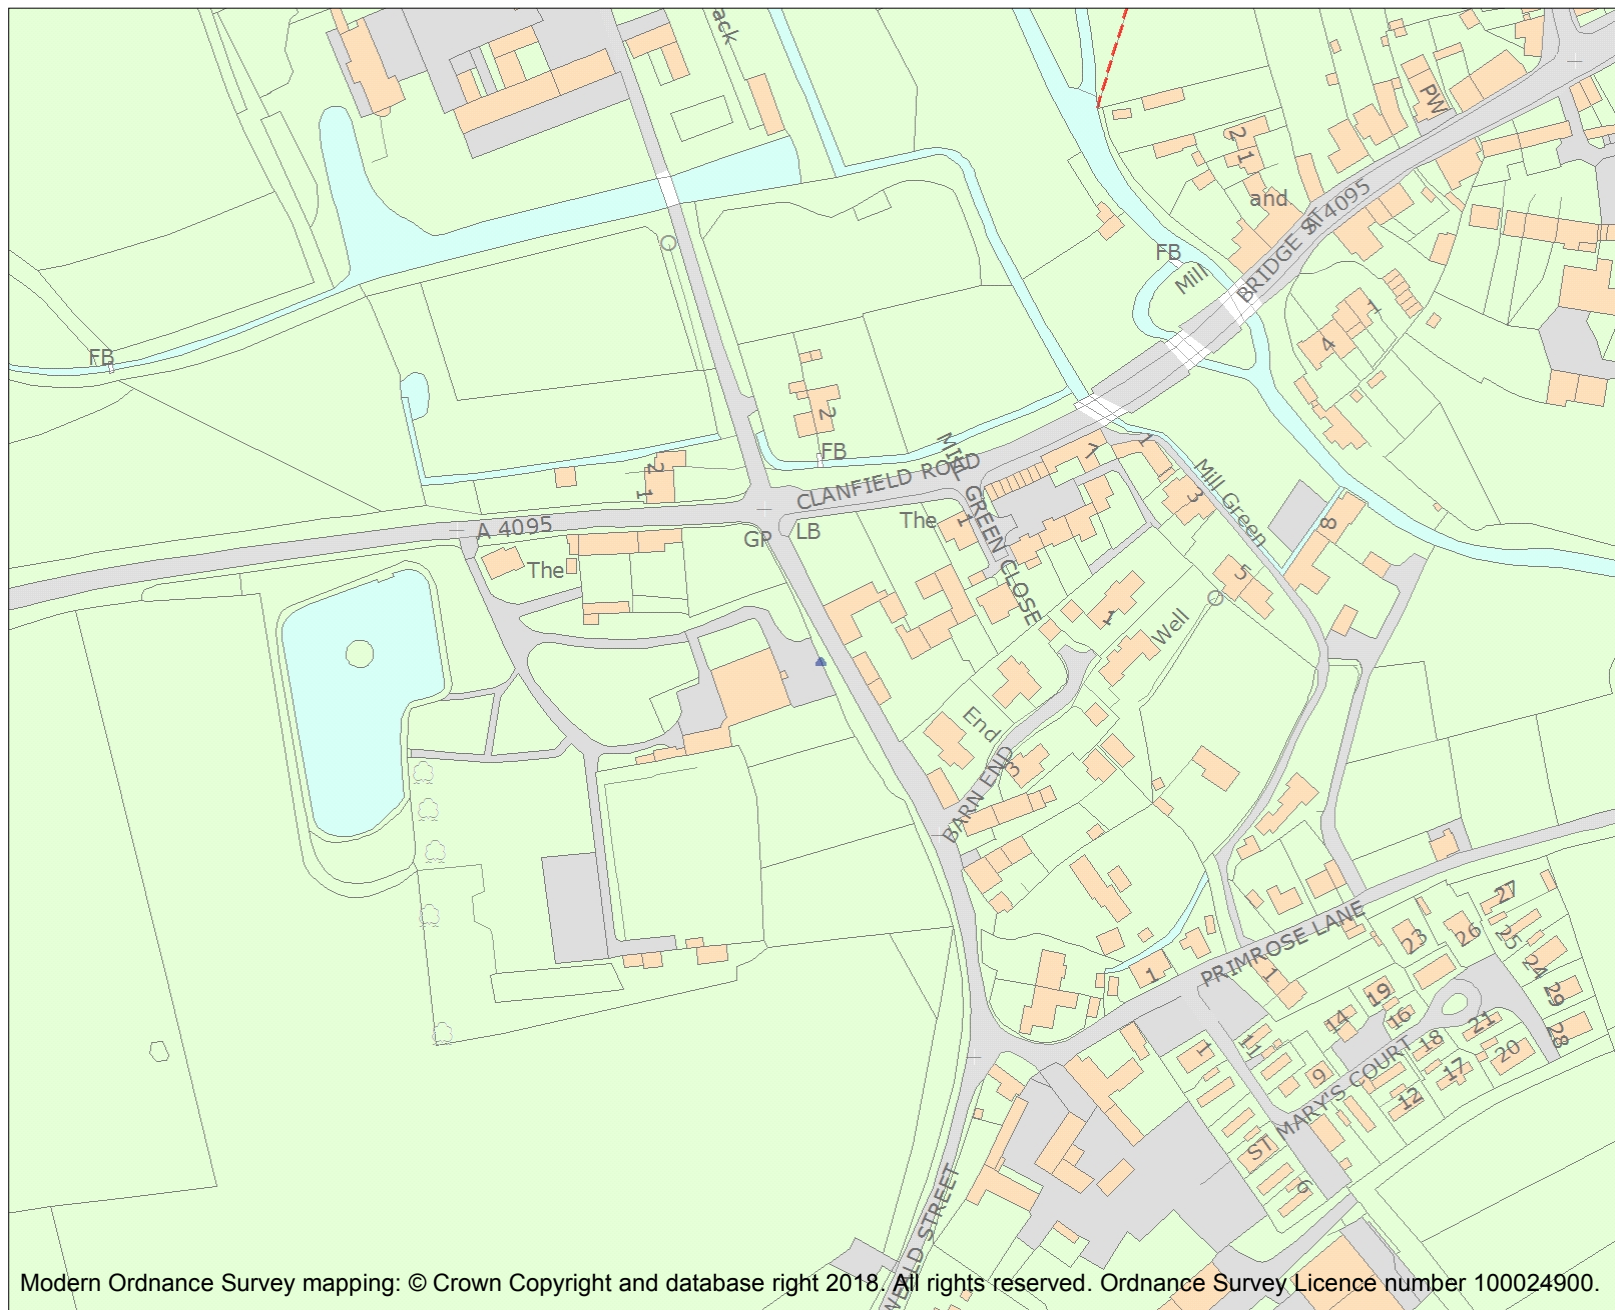 ack
PW
2
1
and
A 4095
BRIDGE ST
FB
Mill
1
4
FB
2
FB
MILL GREEN CLOSE
CLANFIELD ROAD
7
1
Mill Green
3
2
1
A 4095
GP
LB
The
1
8
The
5
1
Well
End
3
BARN END
27
PRIMROSE LANE
23
26
25
24
1
1
19
29
14
16
21
28
11
18
20
1
9
17
12
ST MARY'S COURT
6
WEALD STREET
Modern Ordnance Survey mapping: © Crown Copyright and database right 2018. All rights reserved. Ordnance Survey Licence number 100024900.